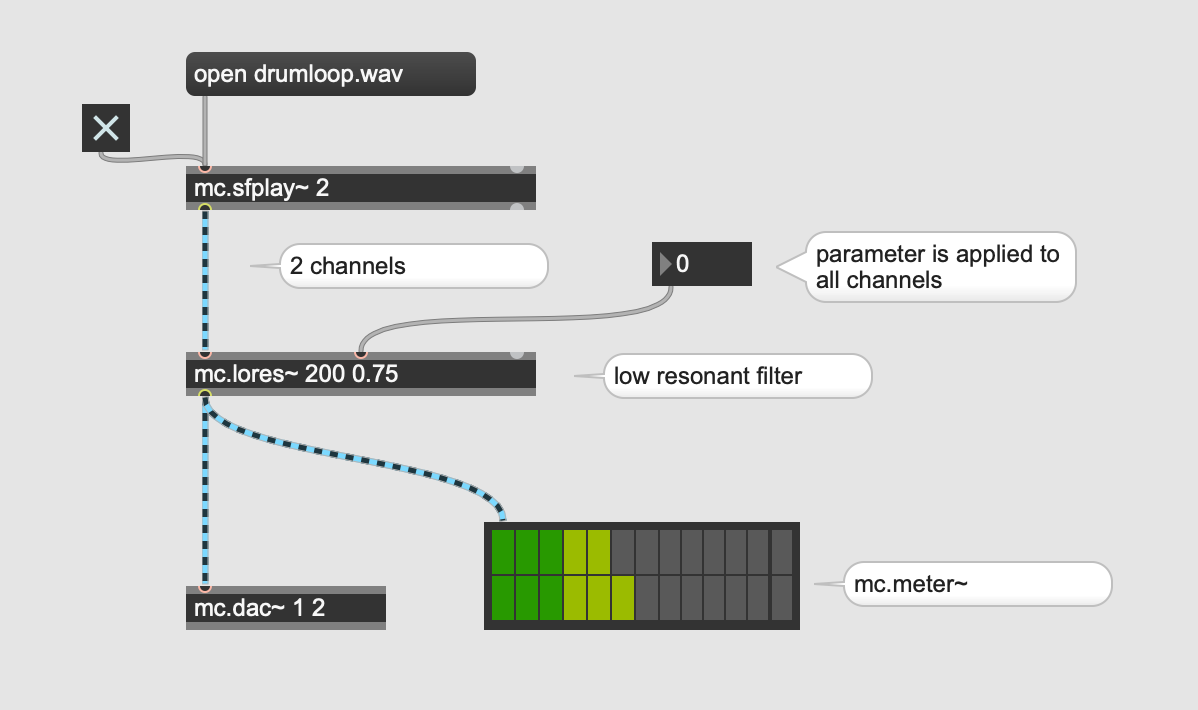 open drumloop.wav
mc.sfplay~ 2
2 channels
0
parameter is applied to
all channels
mc.lores~ 200 0.75
low resonant filter
mc.meter~
mc.dac~ 1 2